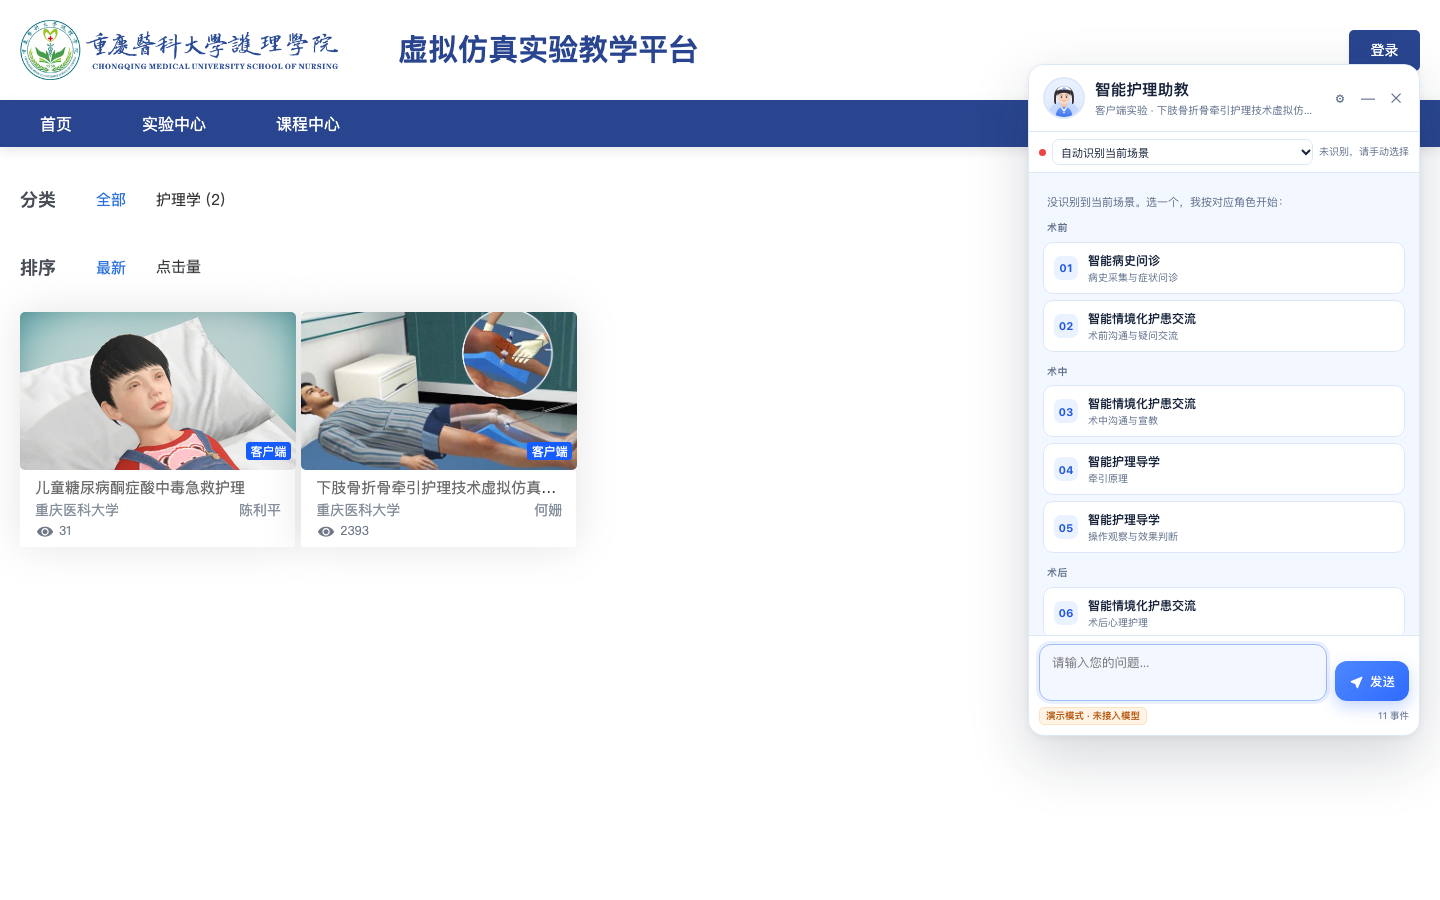 重慶醫科大學護理學院
CHONGQING MEDICAL UNIVERSITY SCHOOL OF NURSING
虚拟仿真实验教学平台
登录
首页
实验中心
课程中心
分类
全部
护理学 (2)
排序
最新
点击量
客户端
儿童糖尿病酮症酸中毒急救护理
重庆医科大学
陈利平
31
客户端
下肢骨折骨牵引护理技术虚拟仿真...
重庆医科大学
何姗
2393
智能护理助教
客户端实验 · 下肢骨折骨牵引护理技术虚拟仿...
自动识别当前场景
未识别，请手动选择
没识别到当前场景。选一个，我按对应角色开始：
术前
01
智能病史问诊
病史采集与症状问诊
02
智能情境化护患交流
术前沟通与疑问交流
术中
03
智能情境化护患交流
术中沟通与宣教
04
智能护理导学
牵引原理
05
智能护理导学
操作观察与效果判断
术后
06
智能情境化护患交流
术后心理护理
请输入您的问题...
发送
演示模式 · 未接入模型
11 事件